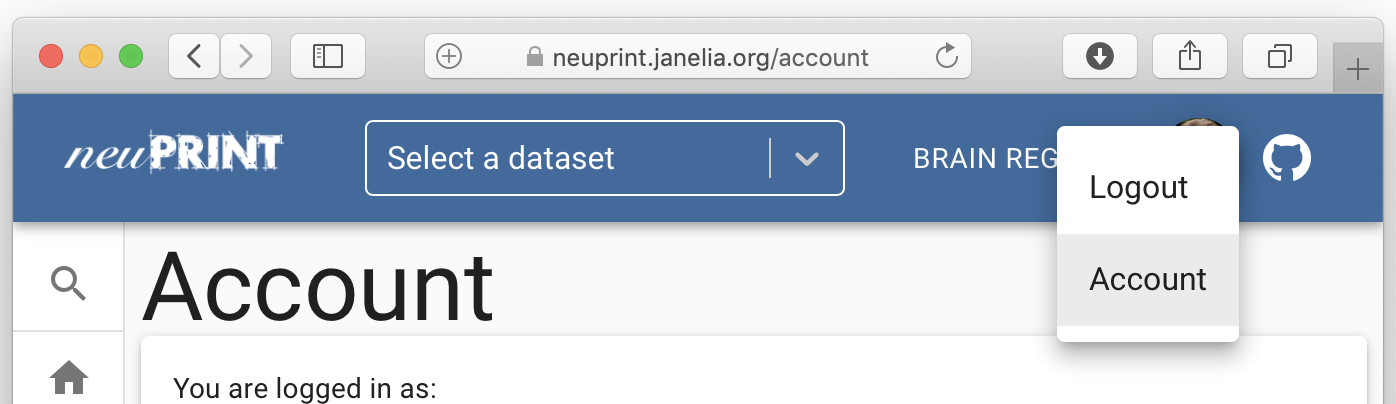 neuprint.janelia.org/account
neuPRINT
Select a dataset
BRAIN REG
Logout
Account
Account
You are logged in as: